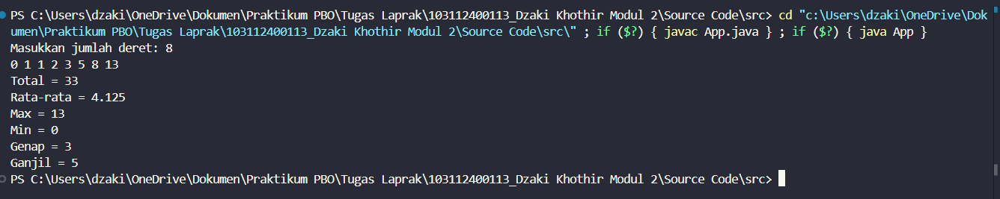 PS C:\Users\dzaki\OneDrive\Dokumen\Praktikum PBO\Tugas Laprak\103112400113_Dzaki Khothir Modul 2\Source Code\src> cd "c:\Users\dzaki\OneDrive\Dok
umen\Praktikum PBO\Tugas Laprak\103112400113_Dzaki Khothir Modul 2\Source Code\src\" ; if ($?) { javac App.java } ; if ($?) { java App }
Masukkan jumlah deret: 8
0 1 1 2 3 5 8 13
Total = 33
Rata-rata = 4.125
Max = 13
Min = 0
Genap = 3
Ganjil = 5
PS C:\Users\dzaki\OneDrive\Dokumen\Praktikum PBO\Tugas Laprak\103112400113_Dzaki Khothir Modul 2\Source Code\src>